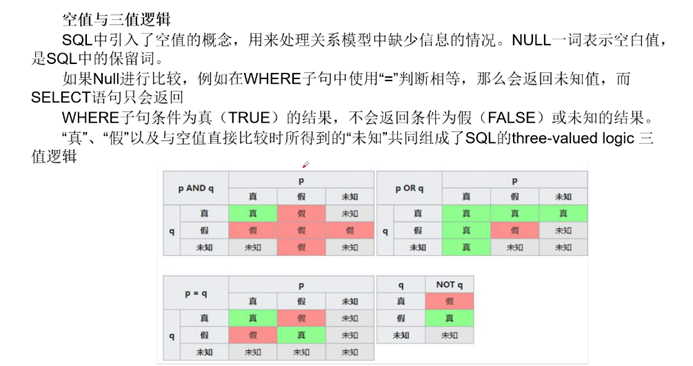 空值与三值逻辑
SQL中引入了空值的概念，用来处理关系模型中缺少信息的情况。NULL一词表示空白值，
是SQL中的保留词。
如果Null进行比较，例如在WHERE子句中使用“=”判断相等，那么会返回未知值，而
SELECT语句只会返回
WHERE子句条件为真（TRUE）的结果，不会返回条件为假（FALSE）或未知的结果。
“真”、“假”以及与空值直接比较时所得到的“未知”共同组成了SQL的three-valued logic 三
值逻辑
p AND q
p
真 假 未知
q
真 真 假 未知
假 假 假 假
未知 未知 假 未知
p OR q
p
真 假 未知
q
真 真 真 真
假 真 假 未知
未知 真 未知 未知
p = q
p
真 假 未知
q
真 真 假 未知
假 假 真 未知
未知 未知 未知 未知
q NOT q
真 假
假 真
未知 未知